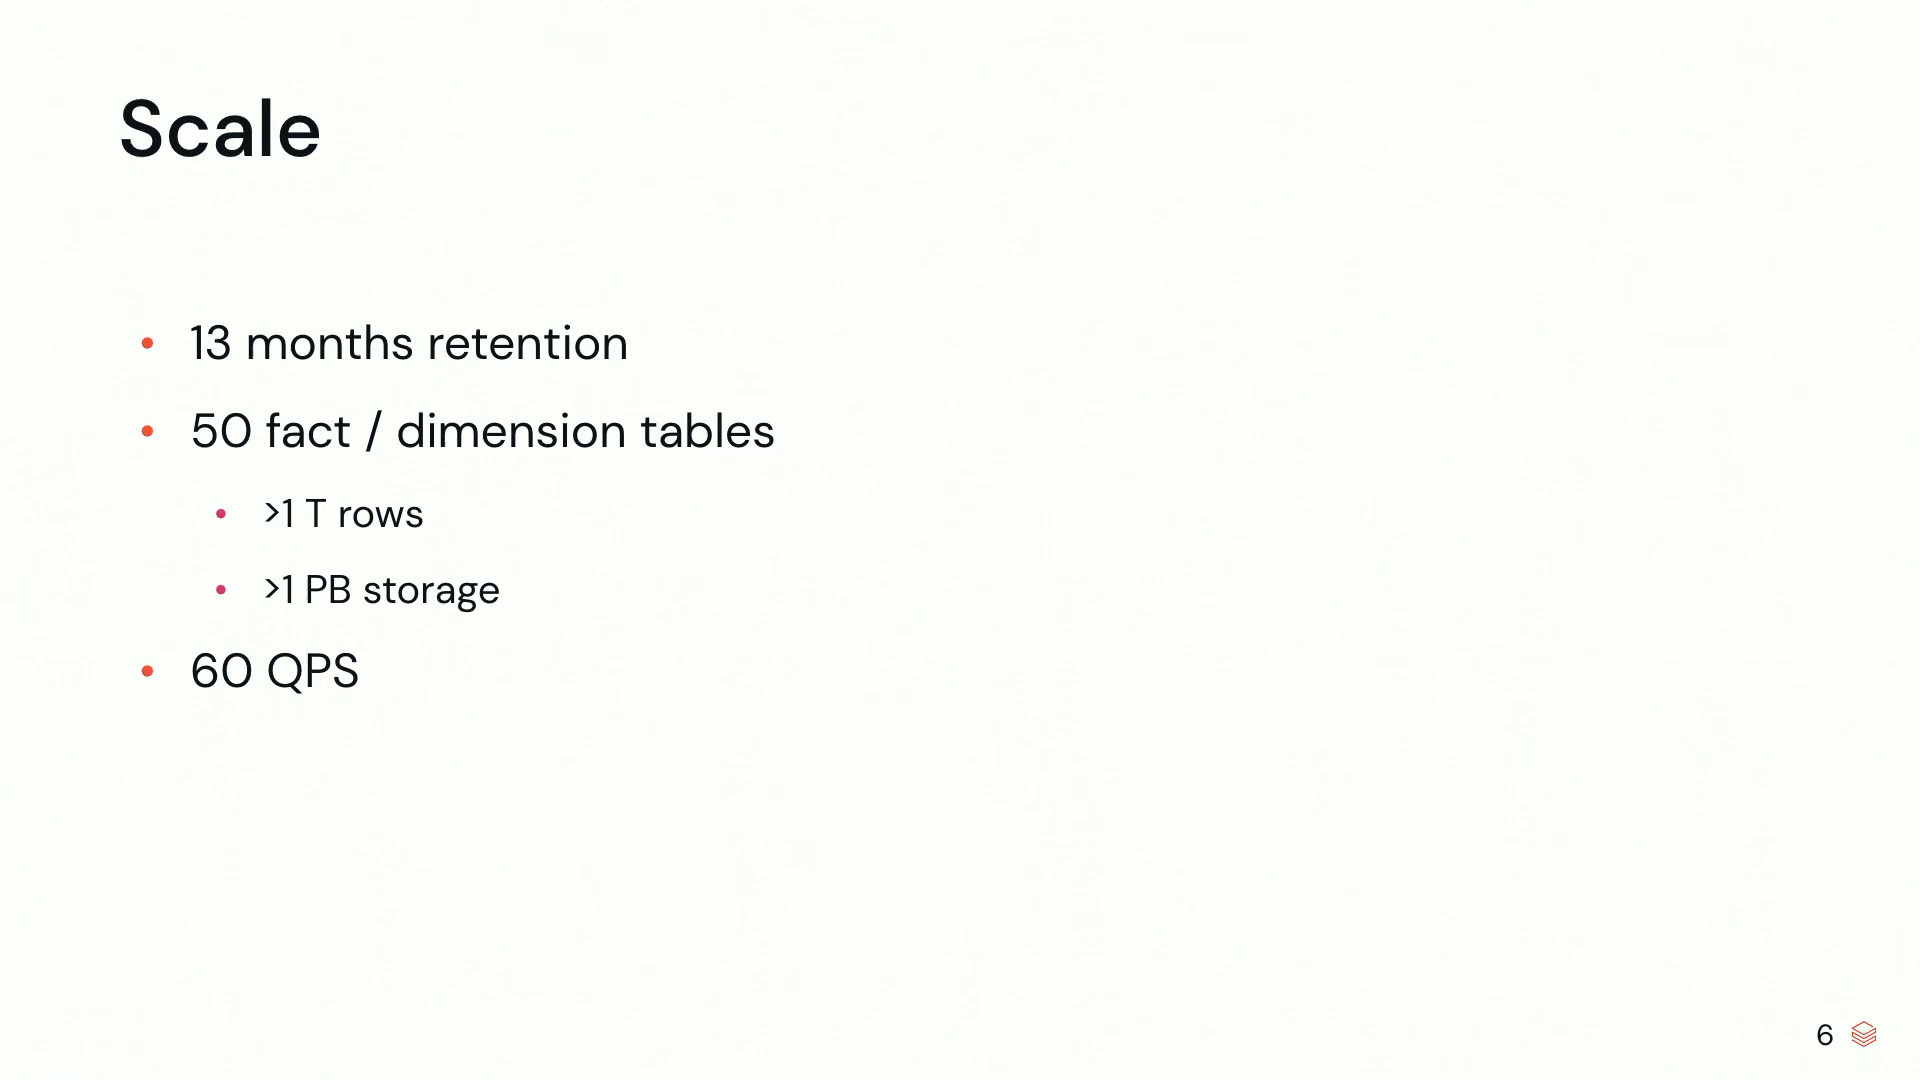 Scale
• 13 months retention
• 50 fact / dimension tables
• >1 T rows
• >1 PB storage
• 60 QPS
6